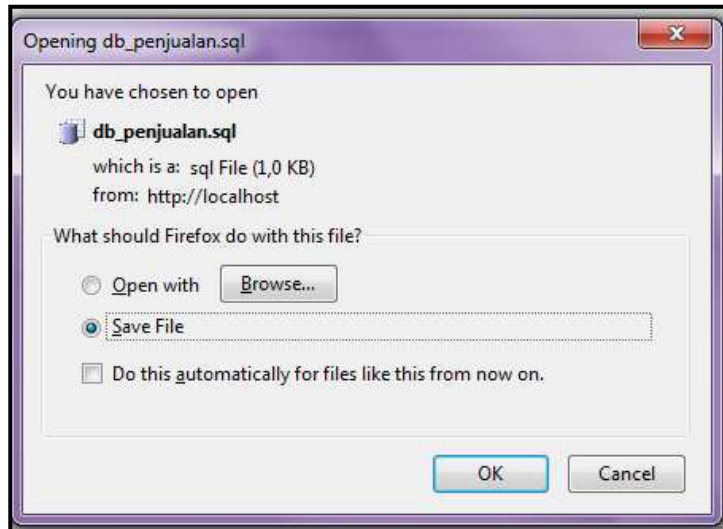 Opening db_penjualan.sql
You have chosen to open
db_penjualan.sql
which is a: sql File (1,0 KB)
from: http://localhost
What should Firefox do with this file?
Open with Browse...
Save File
Do this automatically for files like this from now on.
OK Cancel